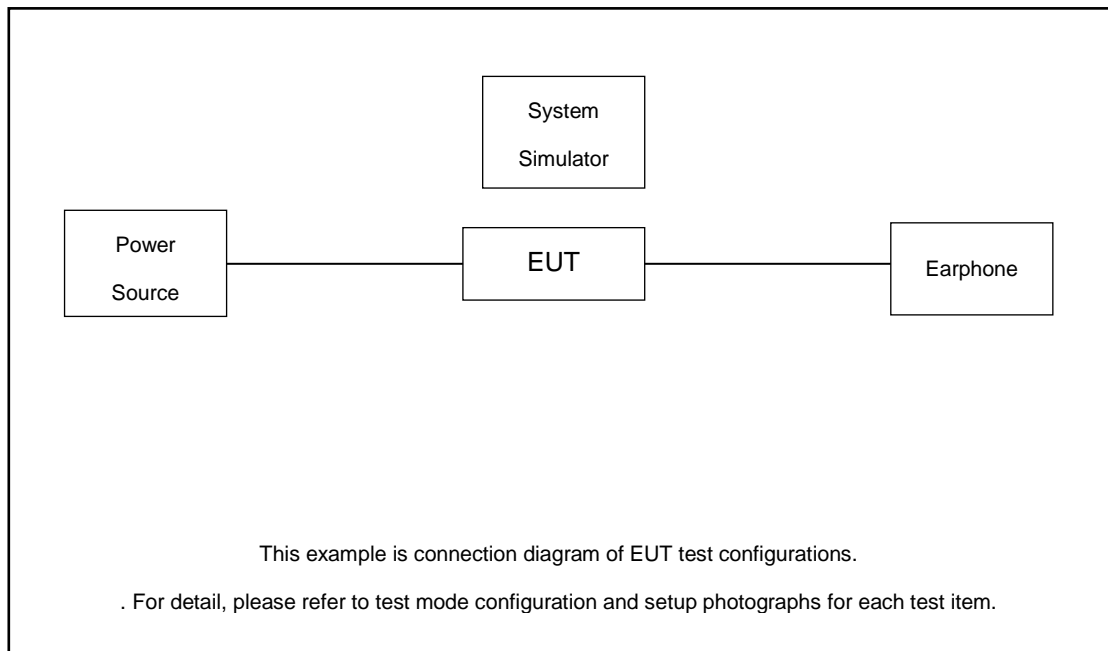 System
Simulator
Power
Source
EUT
Earphone
This example is connection diagram of EUT test configurations.
. For detail, please refer to test mode configuration and setup photographs for each test item.